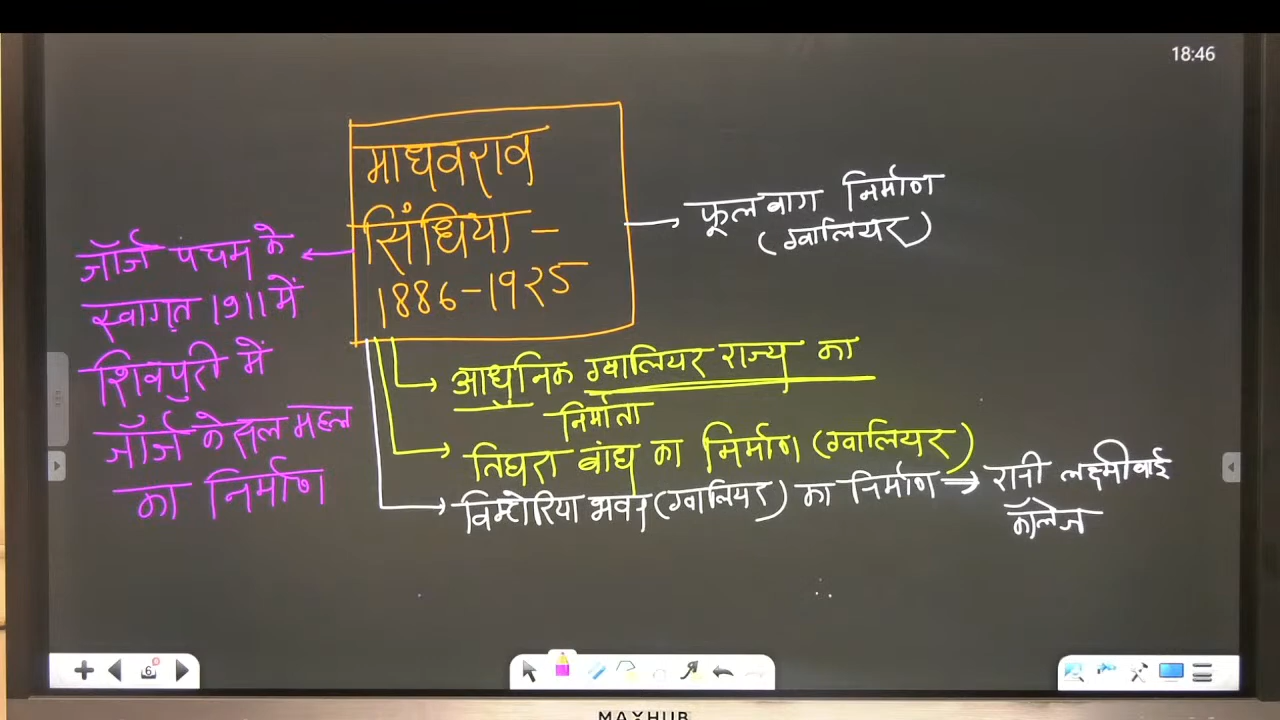 18:46
माधवराव
सिंधिया -
1886-1925
फूलबाग निर्माण
(ग्वालियर)
जॉर्ज पंचम के
स्वागत 1911 में
शिवपुरी में
जॉर्ज केसल महल
का निर्माण
आधुनिक ग्वालियर राज्य का
निर्माता
तिघरा बांध का निर्माण (ग्वालियर)
विक्टोरिया भवन (ग्वालियर) का निर्माण → रानी लक्ष्मीबाई
कॉलेज
6
MAXHUB